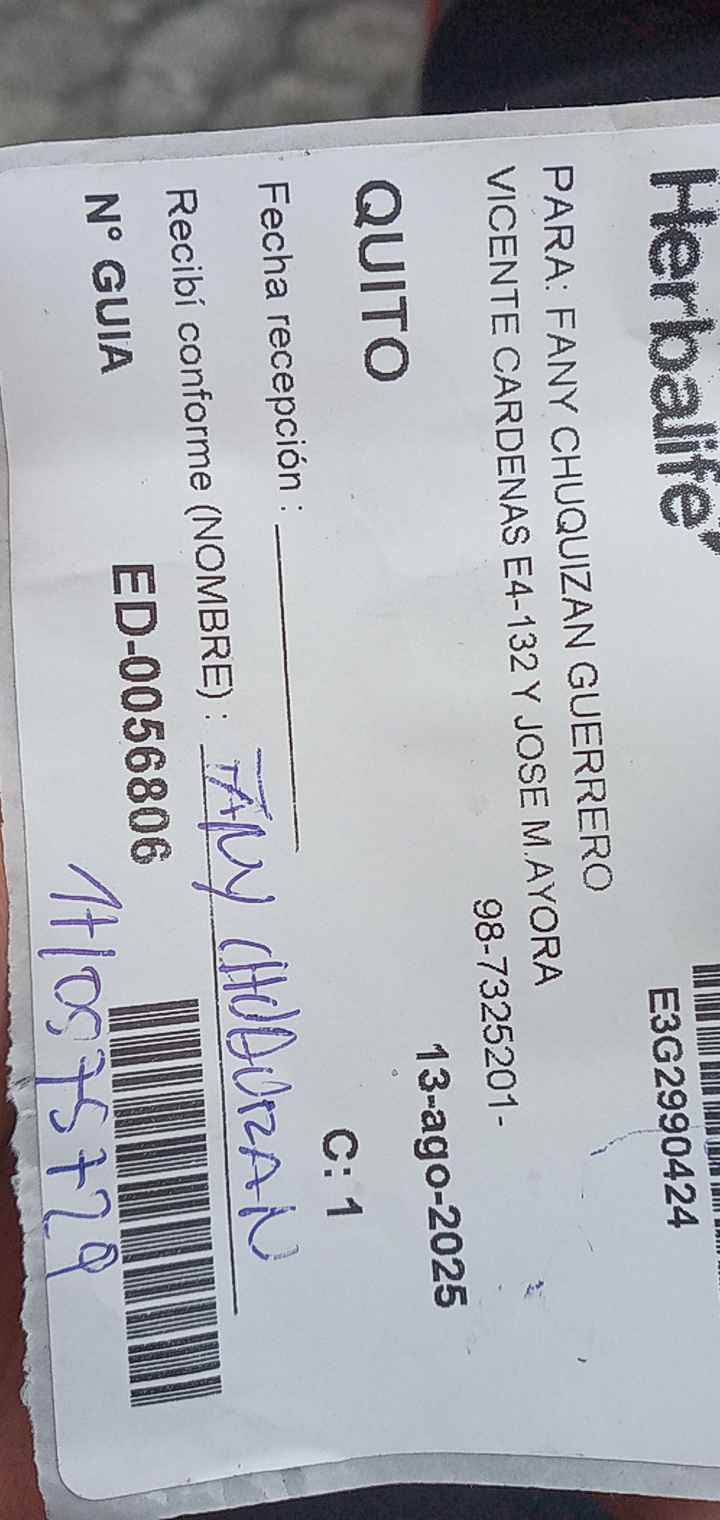 Herbalife
E3G2990424
PARA: FANY CHUQUIZAN GUERRERO
VICENTE CARDENAS E4-132 Y JOSE M.AYORA
98-7325201-
13-ago-2025
QUITO
C: 1
Fecha recepción :
Recibí conforme (NOMBRE) : FANY CHUQUIZAN
N° GUIA ED-0056806